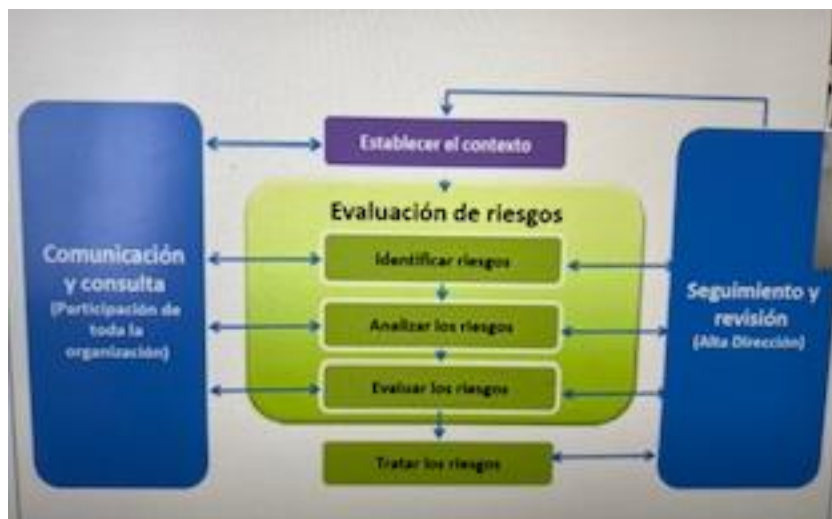 Establecer el contexto
Evaluación de riesgos
Identificar riesgos
Analizar los riesgos
Evaluar los riesgos
Tratar los riesgos
Comunicación
y consulta
(Participación de
toda la
organización)
Seguimiento y
revisión
(Alta Dirección)